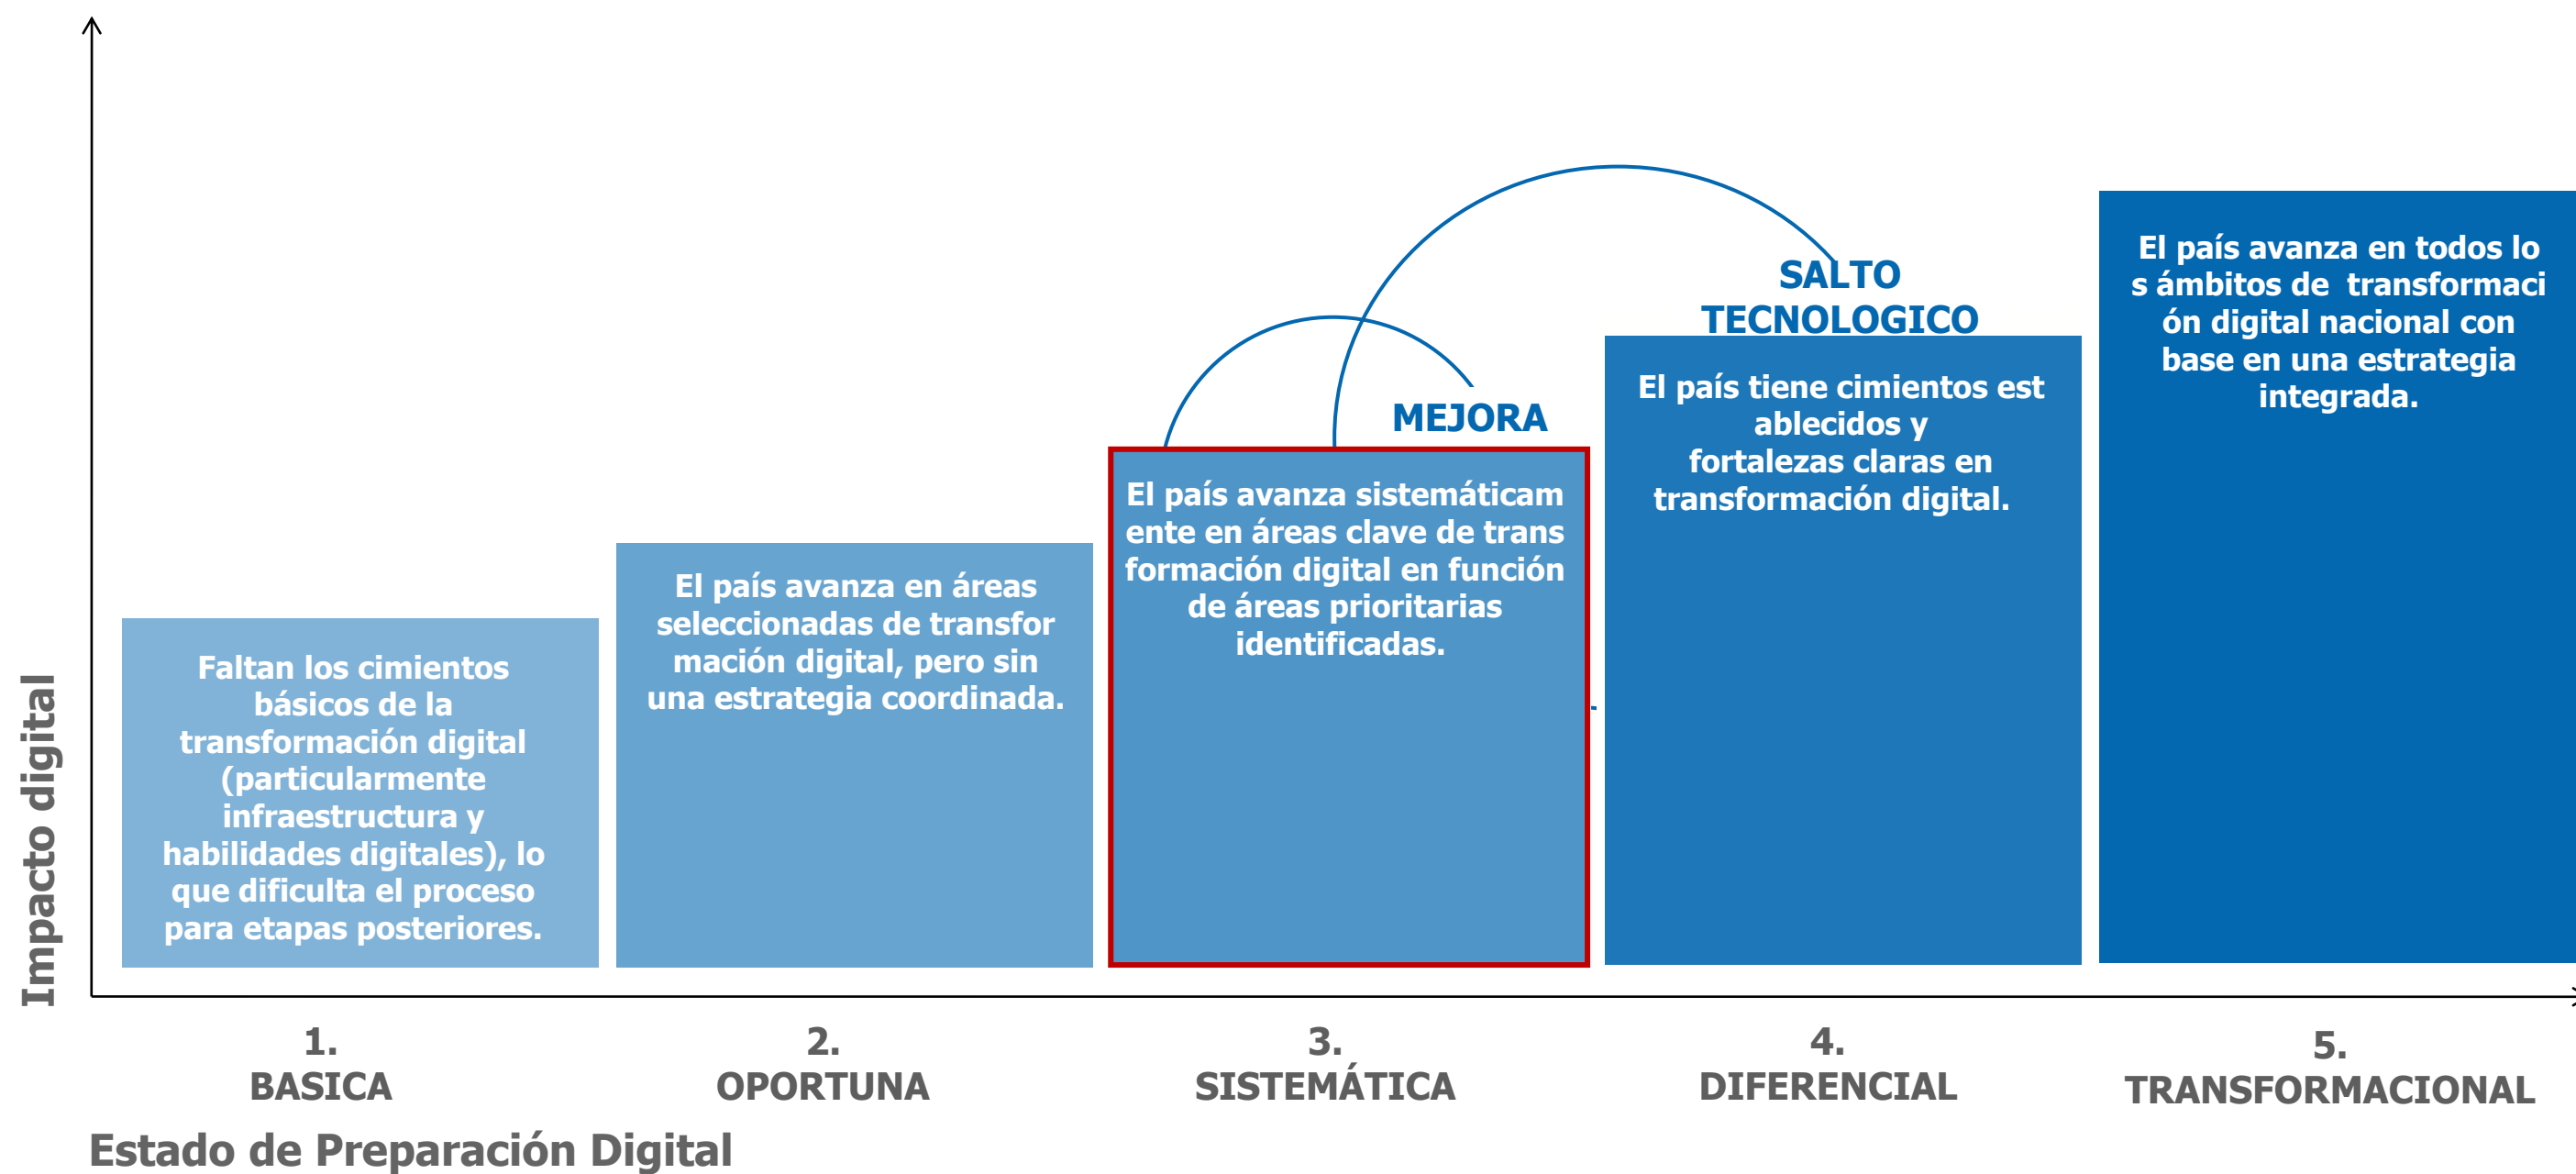 Impacto digital
Faltan los cimientos
básicos de la
transformación digital
(particularmente
infraestructura y
habilidades digitales), lo
que dificulta el proceso
para etapas posteriores.
El país avanza en áreas
seleccionadas de transfor
mación digital, pero sin
una estrategia coordinada.
MEJORA
El país avanza sistemáticam
ente en áreas clave de trans
formación digital en función
de áreas prioritarias
identificadas.
SALTO
TECNOLOGICO
El país tiene cimientos est
ablecidos y
fortalezas claras en
transformación digital.
El país avanza en todos lo
s ámbitos de  transformaci
ón digital nacional con
base en una estrategia
integrada.
1.
BASICA
2.
OPORTUNA
3.
SISTEMÁTICA
4.
DIFERENCIAL
5.
TRANSFORMACIONAL
Estado de Preparación Digital